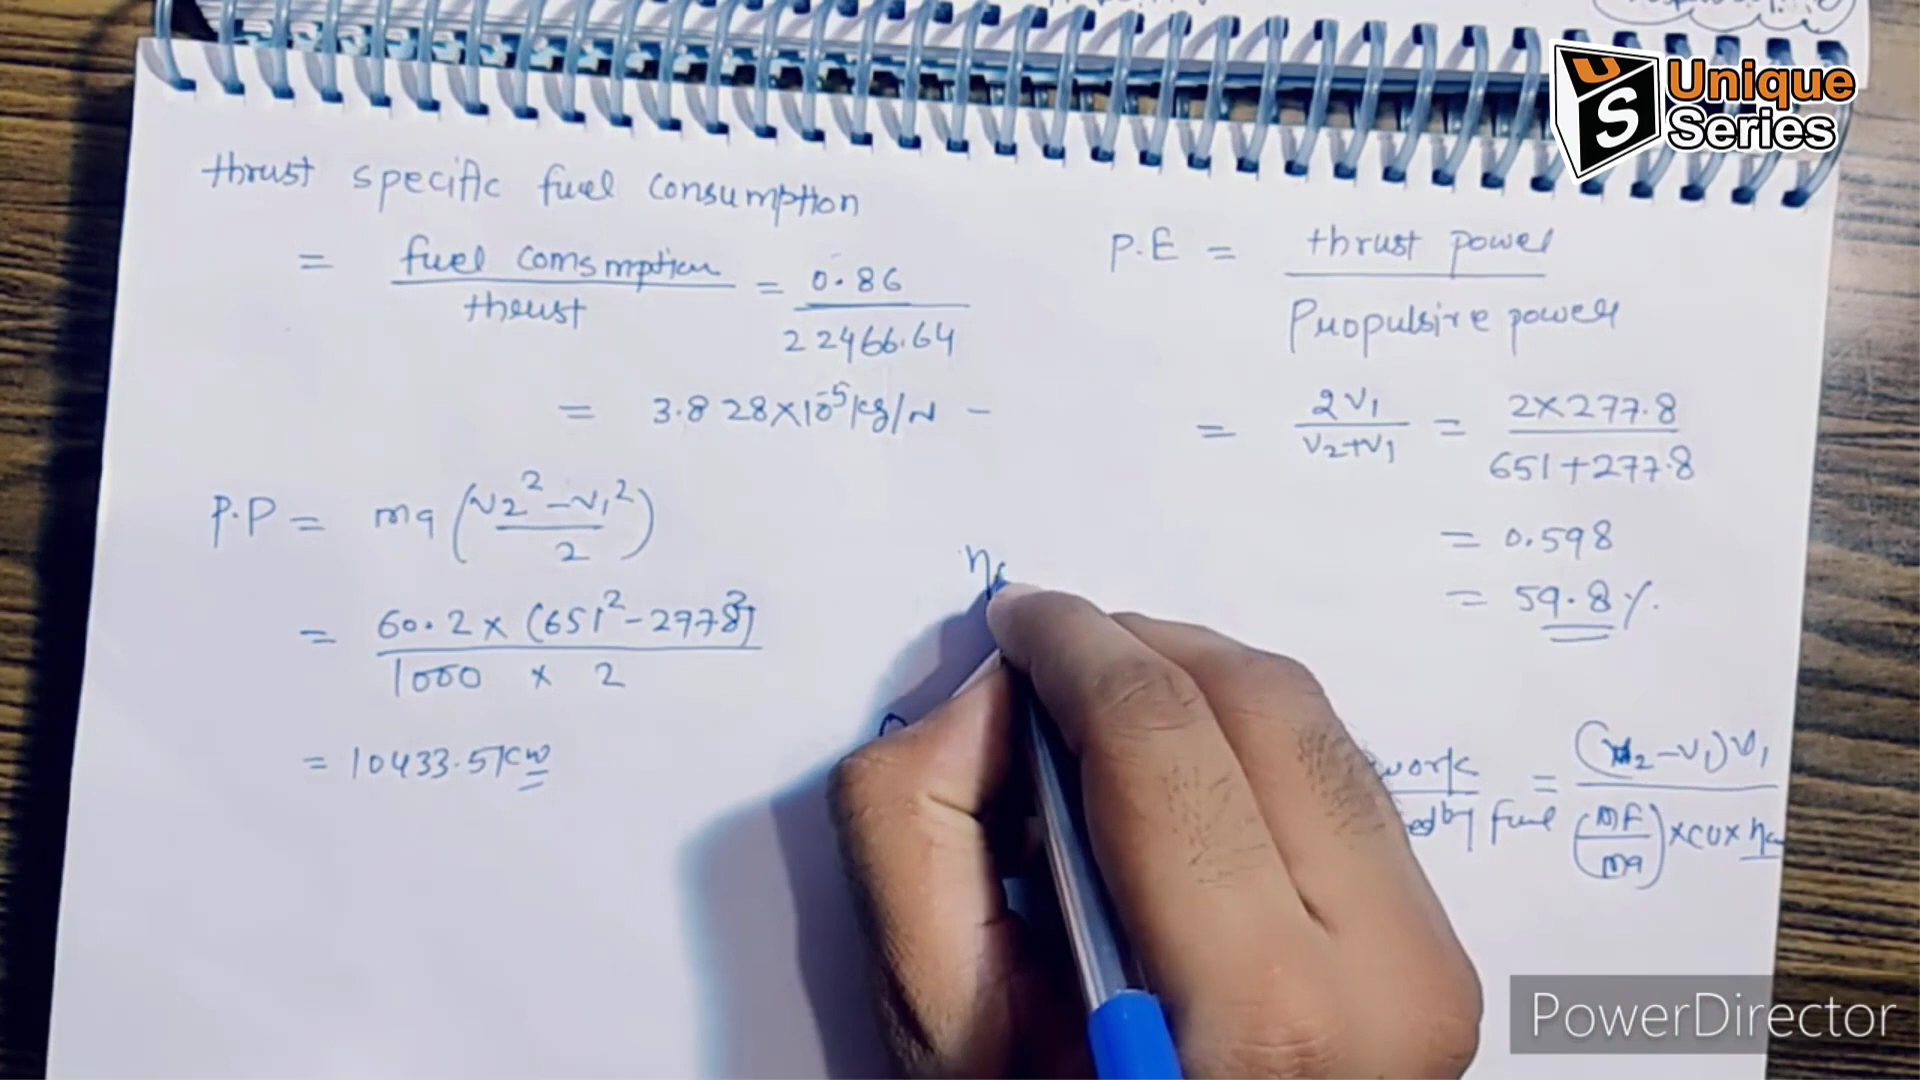 Unique
Series
thrust specific fuel consumption
= fuel comsmption / thrust = 0.86 / 22466.64
= 3.828×10⁻⁵ kg/N -
P.P = ma (V2² - V1² / 2)
= 60.2 × (651² - 277.8²) / 1000 × 2
= 10433.5 kw
P.E = thrust power / Propulsive power
= 2V1 / V2+V1 = 2×277.8 / 651+277.8
= 0.598
= 59.8 %.
work / by fuel = (V2-V1)V1 / (mF / ma) × CV ×
PowerDirector